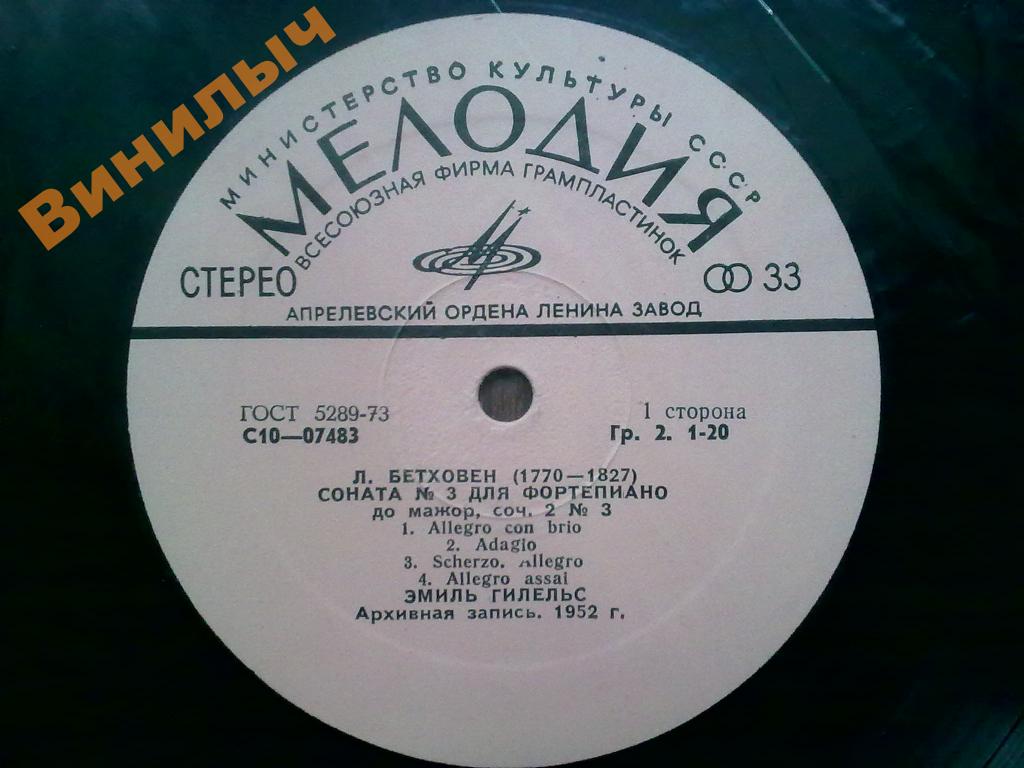 Винилыч
МИНИСТЕРСТВО КУЛЬТУРЫ СССР
МЕЛОДИЯ
ВСЕСОЮЗНАЯ ФИРМА ГРАМПЛАСТИНОК
СТЕРЕО
33
АПРЕЛЕВСКИЙ ОРДЕНА ЛЕНИНА ЗАВОД
ГОСТ 5289-73
1 сторона
С10—07483
Гр. 2. 1-20
Л. БЕТХОВЕН (1770—1827)
СОНАТА № 3 ДЛЯ ФОРТЕПИАНО
до мажор, соч. 2 № 3
1. Allegro con brio
2. Adagio
3. Scherzo. Allegro
4. Allegro assai
ЭМИЛЬ ГИЛЕЛЬС
Архивная запись. 1952 г.